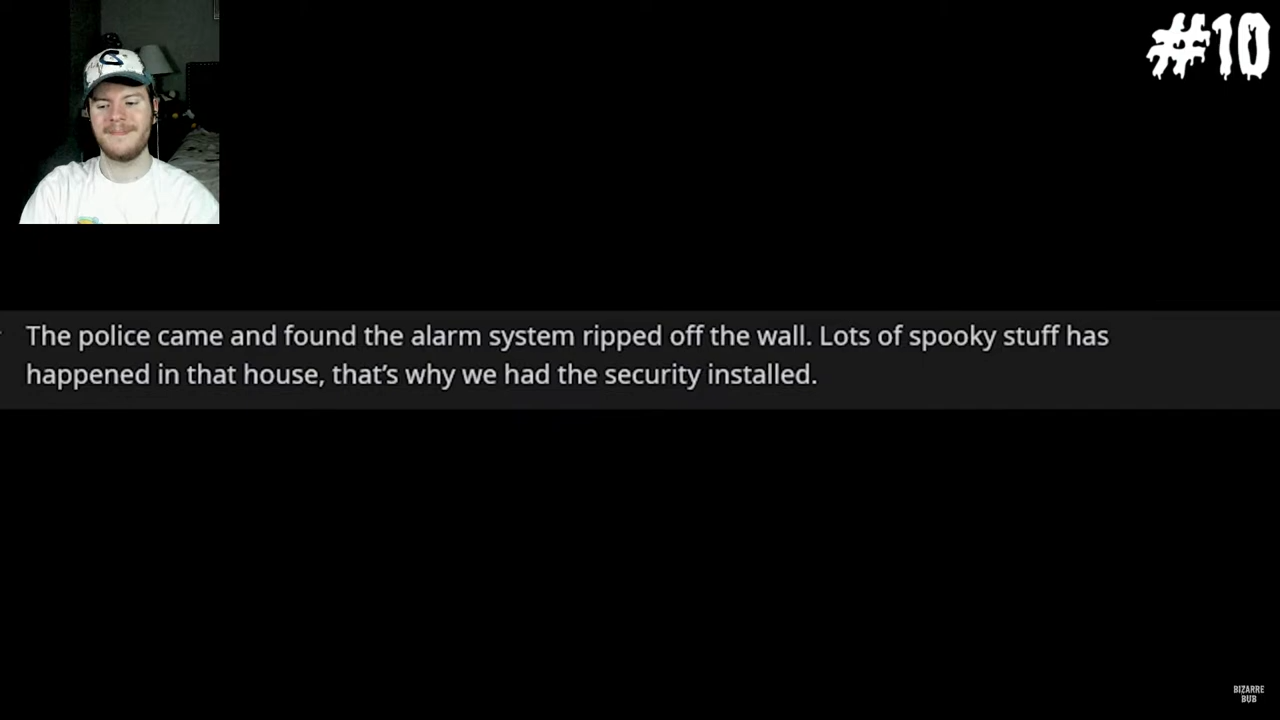 #10
The police came and found the alarm system ripped off the wall. Lots of spooky stuff has
happened in that house, that's why we had the security installed.
BIZARRE
BUB